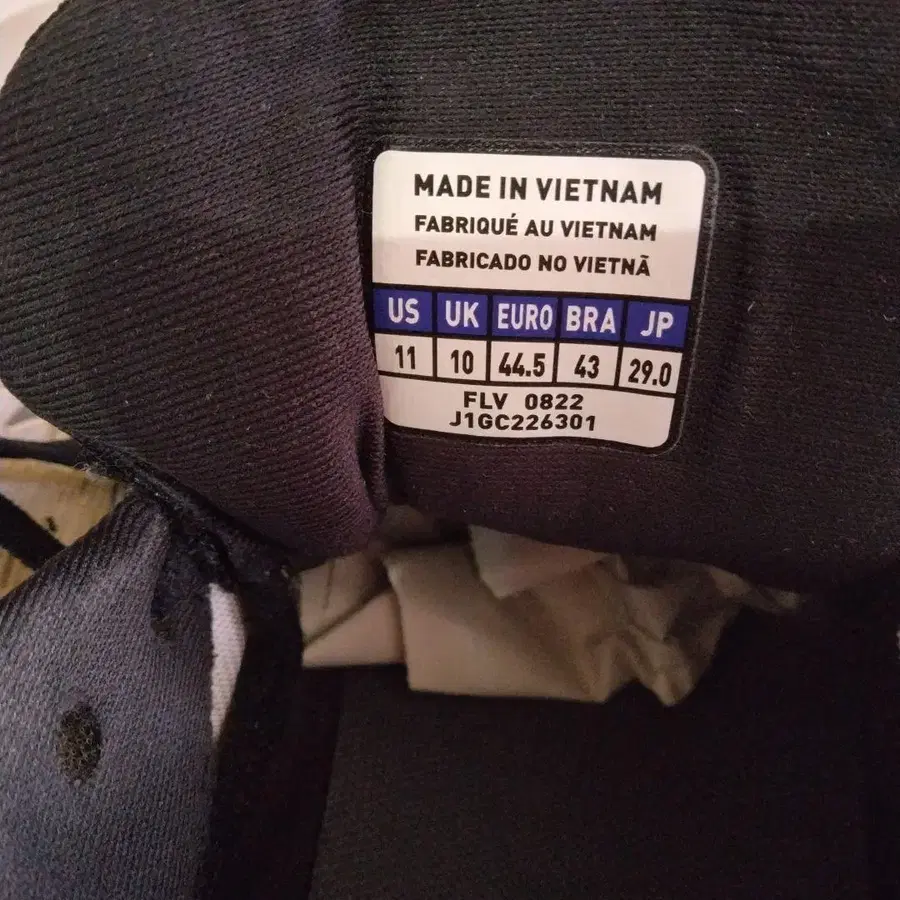 MADE IN VIETNAM
FABRIQUÉ AU VIETNAM
FABRICADO NO VIETNÃ
US UK EURO BRA JP
11 10 44.5 43 29.0
FLV 0822
J1GC226301